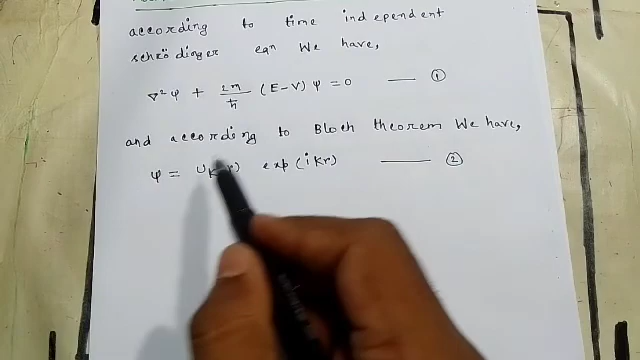 according to time independent
schrödinger eqn We have,
∇²ψ + 2m/ħ (E-V) ψ = 0 —— ①
and according to Bloch theorem We have,
ψ = U_K(r) exp(iKr) —— ②